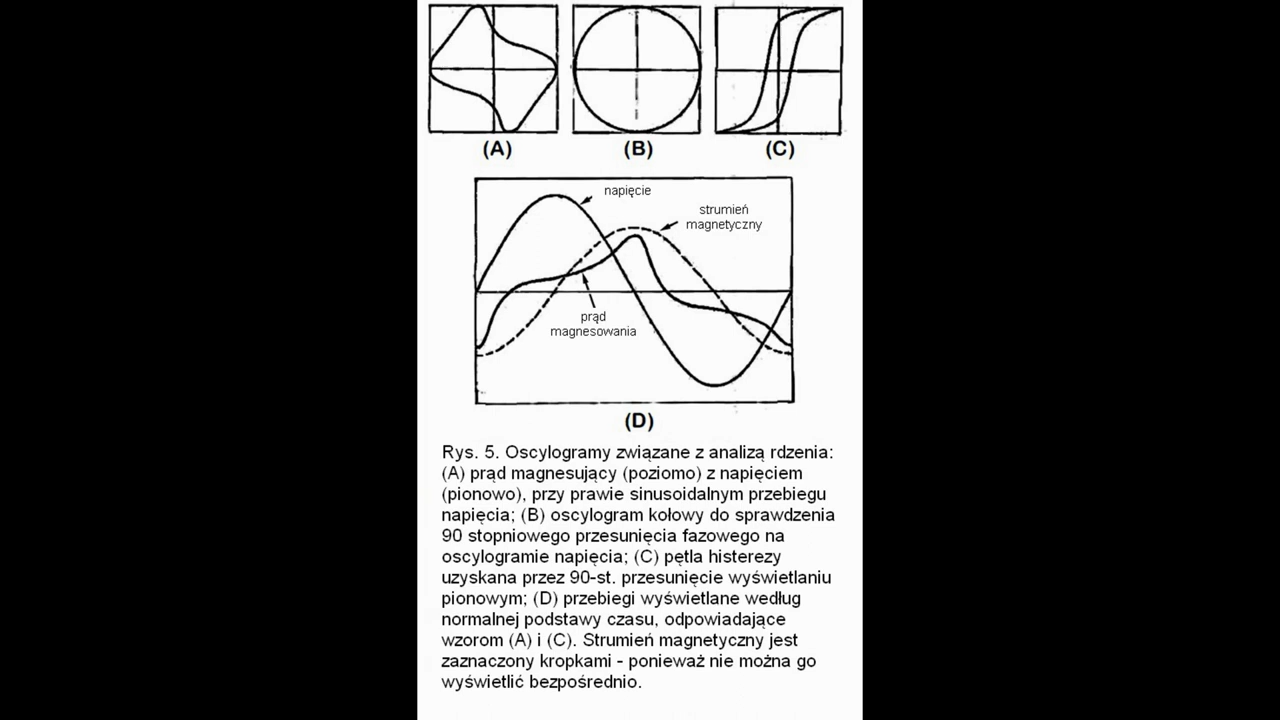 (A)
(B)
(C)
napięcie
strumień
magnetyczny
prąd
magnesowania
(D)
Rys. 5. Oscylogramy związane z analizą rdzenia:
(A) prąd magnesujący (poziomo) z napięciem
(pionowo), przy prawie sinusoidalnym przebiegu
napięcia; (B) oscylogram kołowy do sprawdzenia
90 stopniowego przesunięcia fazowego na
oscylogramie napięcia; (C) pętla histerezy
uzyskana przez 90-st. przesunięcie wyświetlaniu
pionowym; (D) przebiegi wyświetlane według
normalnej podstawy czasu, odpowiadające
wzorom (A) i (C). Strumień magnetyczny jest
zaznaczony kropkami - ponieważ nie można go
wyświetlić bezpośrednio.